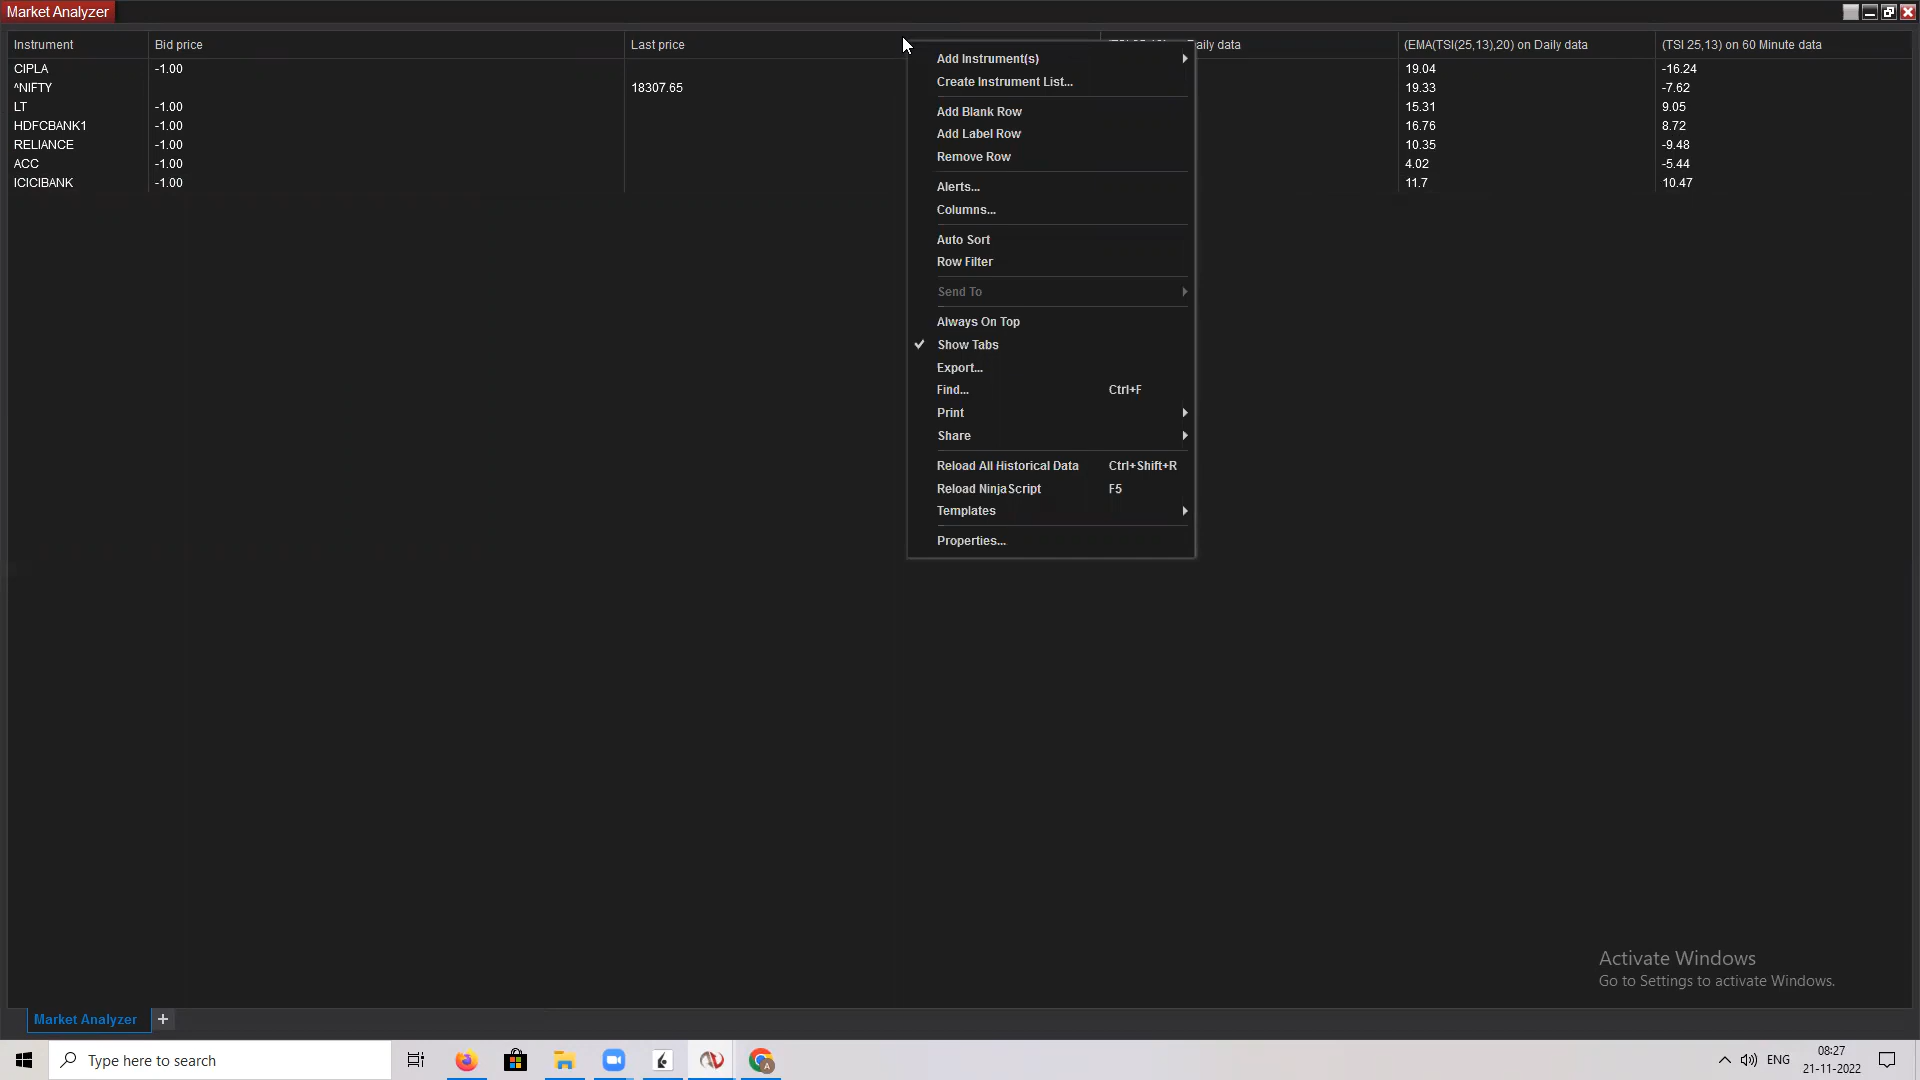 Market Analyzer
Instrument Bid price Last price aily data (EMA(TSI(25,13),20) on Daily data (TSI 25,13) on 60 Minute data
CIPLA -1.00 19.04 -16.24
^NIFTY 18307.65 19.33 -7.62
LT -1.00 15.31 9.05
HDFCBANK1 -1.00 16.76 8.72
RELIANCE -1.00 10.35 -9.48
ACC -1.00 4.02 -5.44
ICICIBANK -1.00 11.7 10.47
Add Instrument(s)
Create Instrument List...
Add Blank Row
Add Label Row
Remove Row
Alerts...
Columns...
Auto Sort
Row Filter
Send To
Always On Top
Show Tabs
Export...
Find... Ctrl+F
Print
Share
Reload All Historical Data Ctrl+Shift+R
Reload NinjaScript F5
Templates
Properties...
Activate Windows
Go to Settings to activate Windows.
Market Analyzer +
Type here to search
A
ENG
08:27
21-11-2022